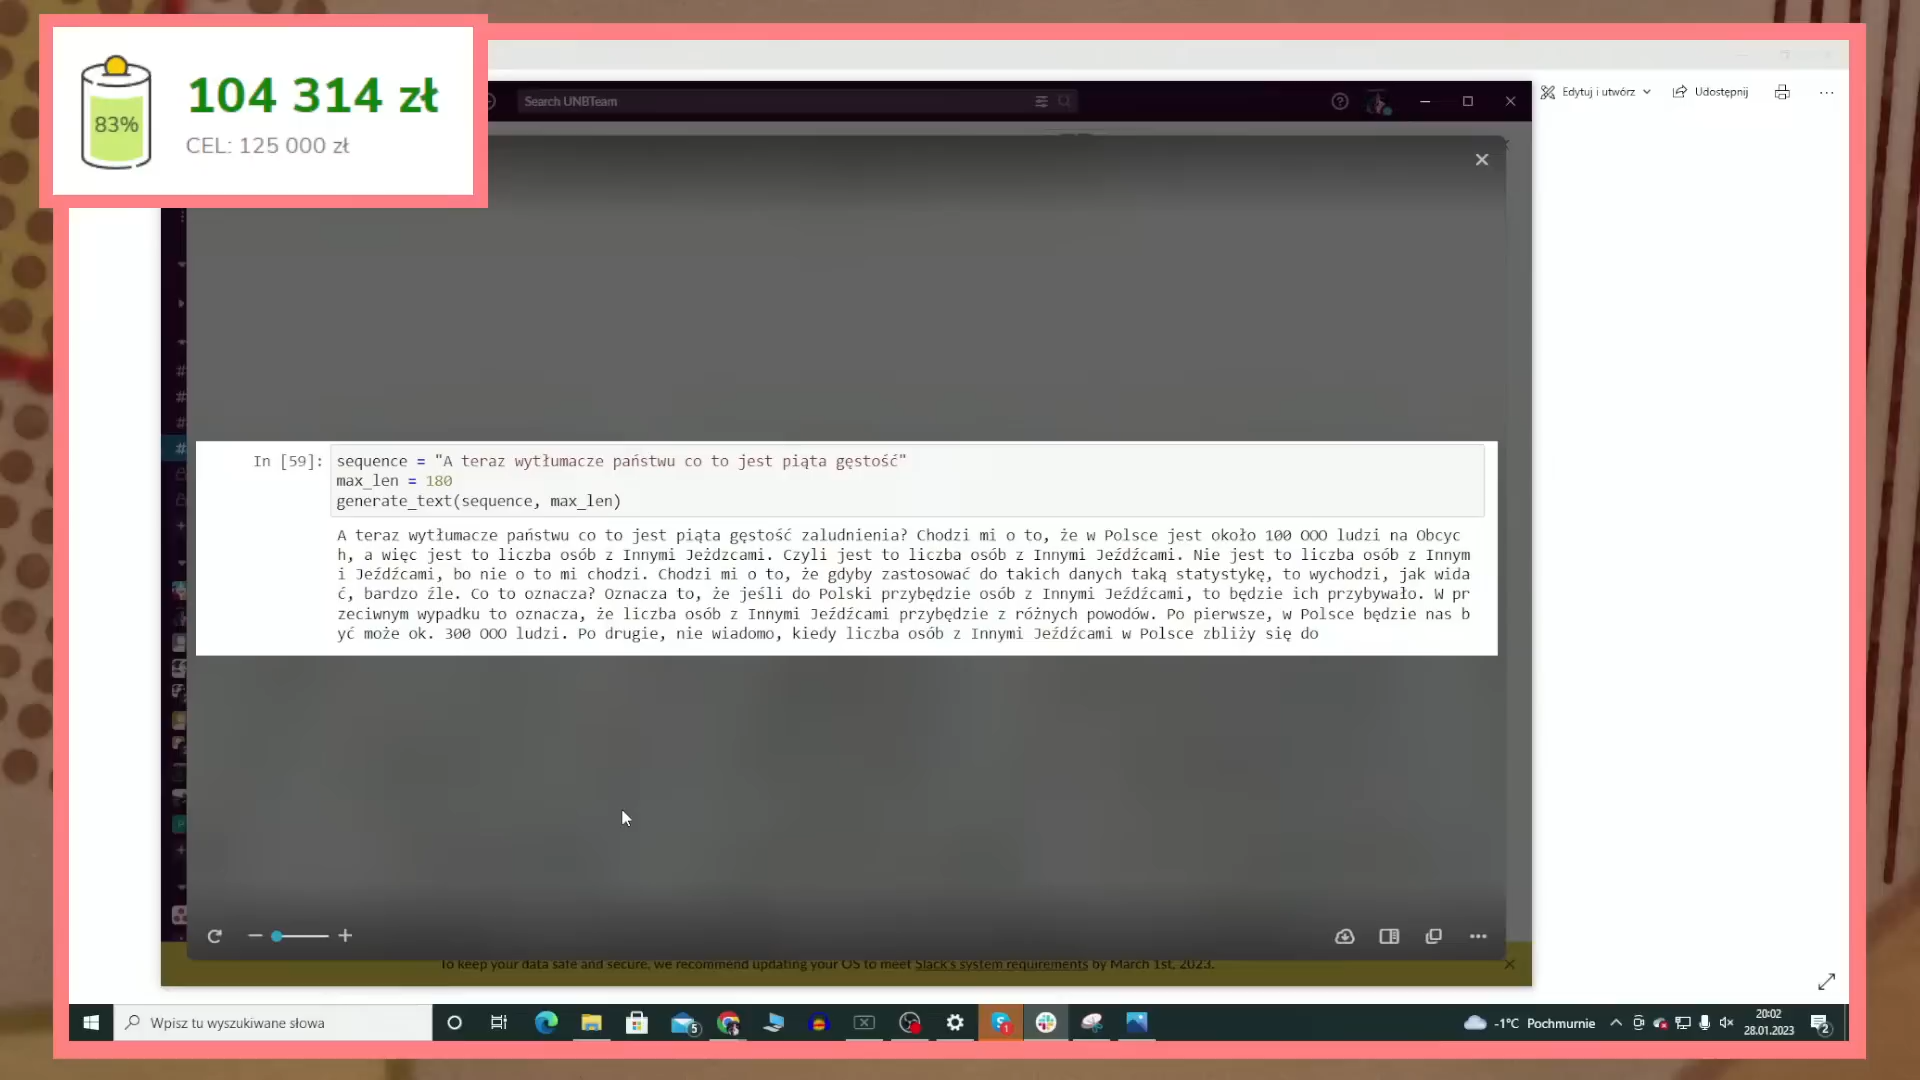 104 314 zł
83%
CEL: 125 000 zł
Search UNBTeam
Edytuj i utwórz
Udostępnij
In [59]:
sequence = "A teraz wytłumacze państwu co to jest piąta gęstość"
max_len = 180
generate_text(sequence, max_len)
A teraz wytłumacze państwu co to jest piąta gęstość zaludnienia? Chodzi mi o to, że w Polsce jest około 100 000 ludzi na Obcyc
h, a więc jest to liczba osób z Innymi Jeżdzcami. Czyli jest to liczba osób z Innymi Jeźdźcami. Nie jest to liczba osób z Innym
i Jeźdźcami, bo nie o to mi chodzi. Chodzi mi o to, że gdyby zastosować do takich danych taką statystykę, to wychodzi, jak wida
ć, bardzo źle. Co to oznacza? Oznacza to, że jeśli do Polski przybędzie osób z Innymi Jeźdźcami, to będzie ich przybywało. W pr
zeciwnym wypadku to oznacza, że liczba osób z Innymi Jeźdźcami przybędzie z różnych powodów. Po pierwsze, w Polsce będzie nas b
yć może ok. 300 000 ludzi. Po drugie, nie wiadomo, kiedy liczba osób z Innymi Jeźdźcami w Polsce zbliży się do
To keep your data safe and secure, we recommend updating your OS to meet Slack's system requirements by March 1st, 2023.
Wpisz tu wyszukiwane słowa
5
1
-1°C Pochmurnie
20:02
28.01.2023
2